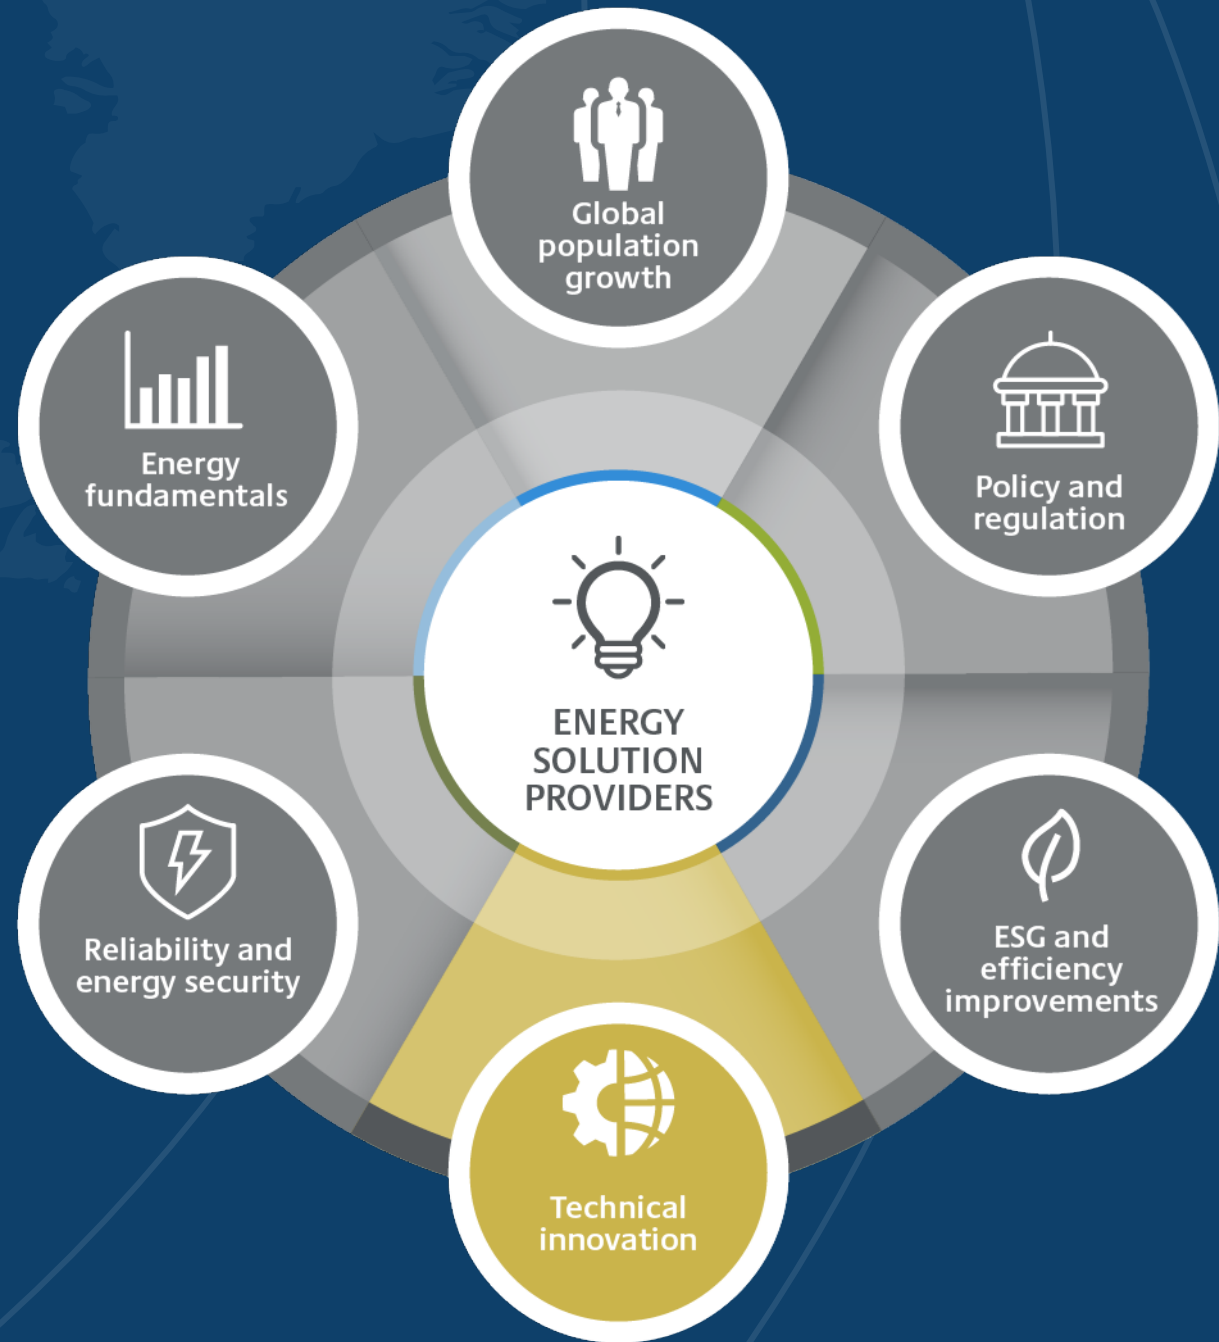 Global
population
growth
Energy
fundamentals
Policy and
regulation
ENERGY
SOLUTION
PROVIDERS
Reliability and
energy security
ESG and
efficiency
improvements
Technical
innovation